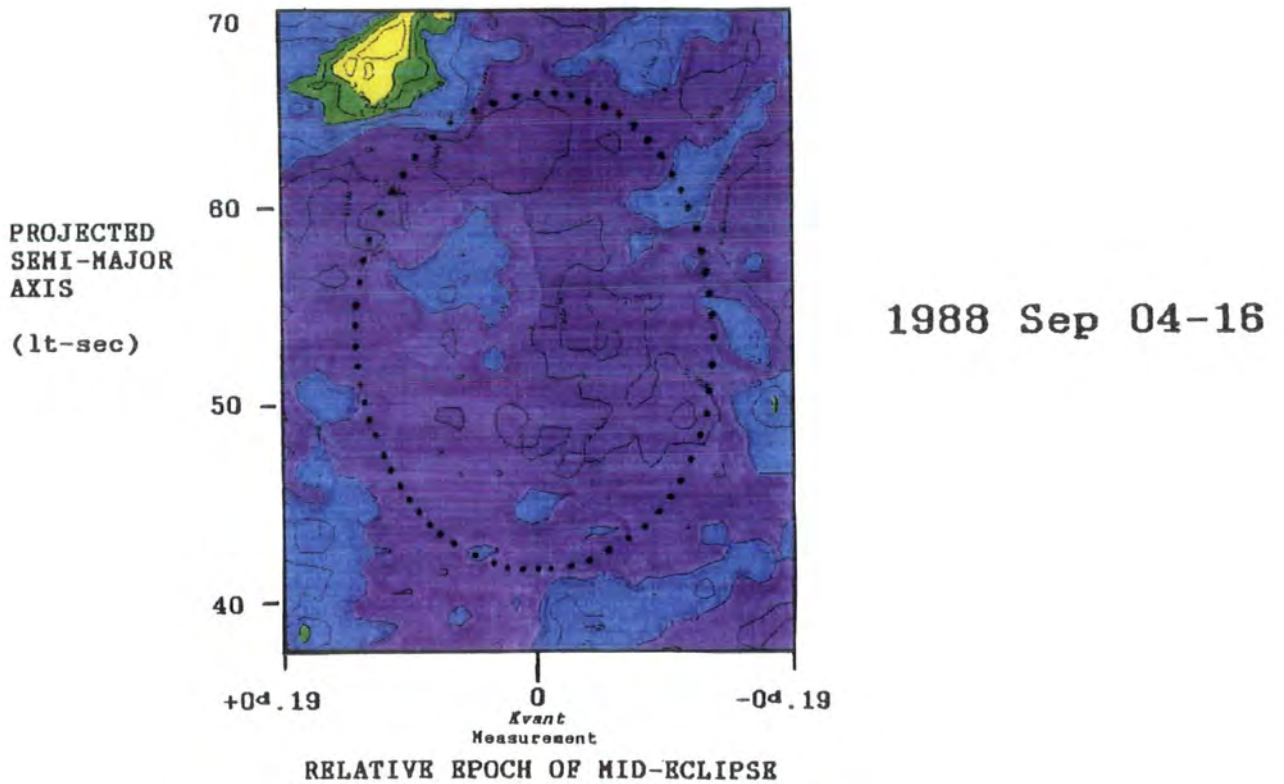 70
60
PROJECTED
SEMI-MAJOR
AXIS
(lt-sec)
50
40
1988 Sep 04-16
+0d.19
0
-0d.19
Kvant
Measurement
RELATIVE EPOCH OF MID-ECLIPSE